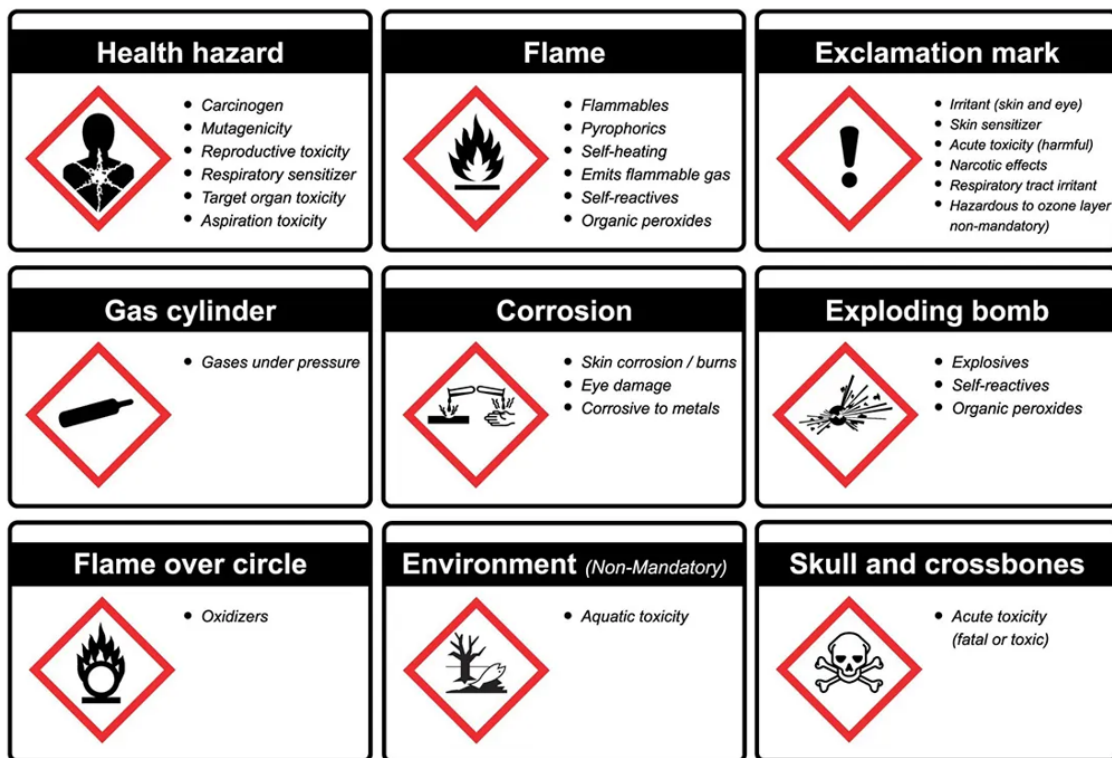 Health hazard
• Carcinogen
• Mutagenicity
• Reproductive toxicity
• Respiratory sensitizer
• Target organ toxicity
• Aspiration toxicity
Flame
• Flammables
• Pyrophorics
• Self-heating
• Emits flammable gas
• Self-reactives
• Organic peroxides
Exclamation mark
• Irritant (skin and eye)
• Skin sensitizer
• Acute toxicity (harmful)
• Narcotic effects
• Respiratory tract irritant
• Hazardous to ozone layer
non-mandatory)
Gas cylinder
• Gases under pressure
Corrosion
• Skin corrosion / burns
• Eye damage
• Corrosive to metals
Exploding bomb
• Explosives
• Self-reactives
• Organic peroxides
Flame over circle
• Oxidizers
Environment (Non-Mandatory)
• Aquatic toxicity
Skull and crossbones
• Acute toxicity
(fatal or toxic)